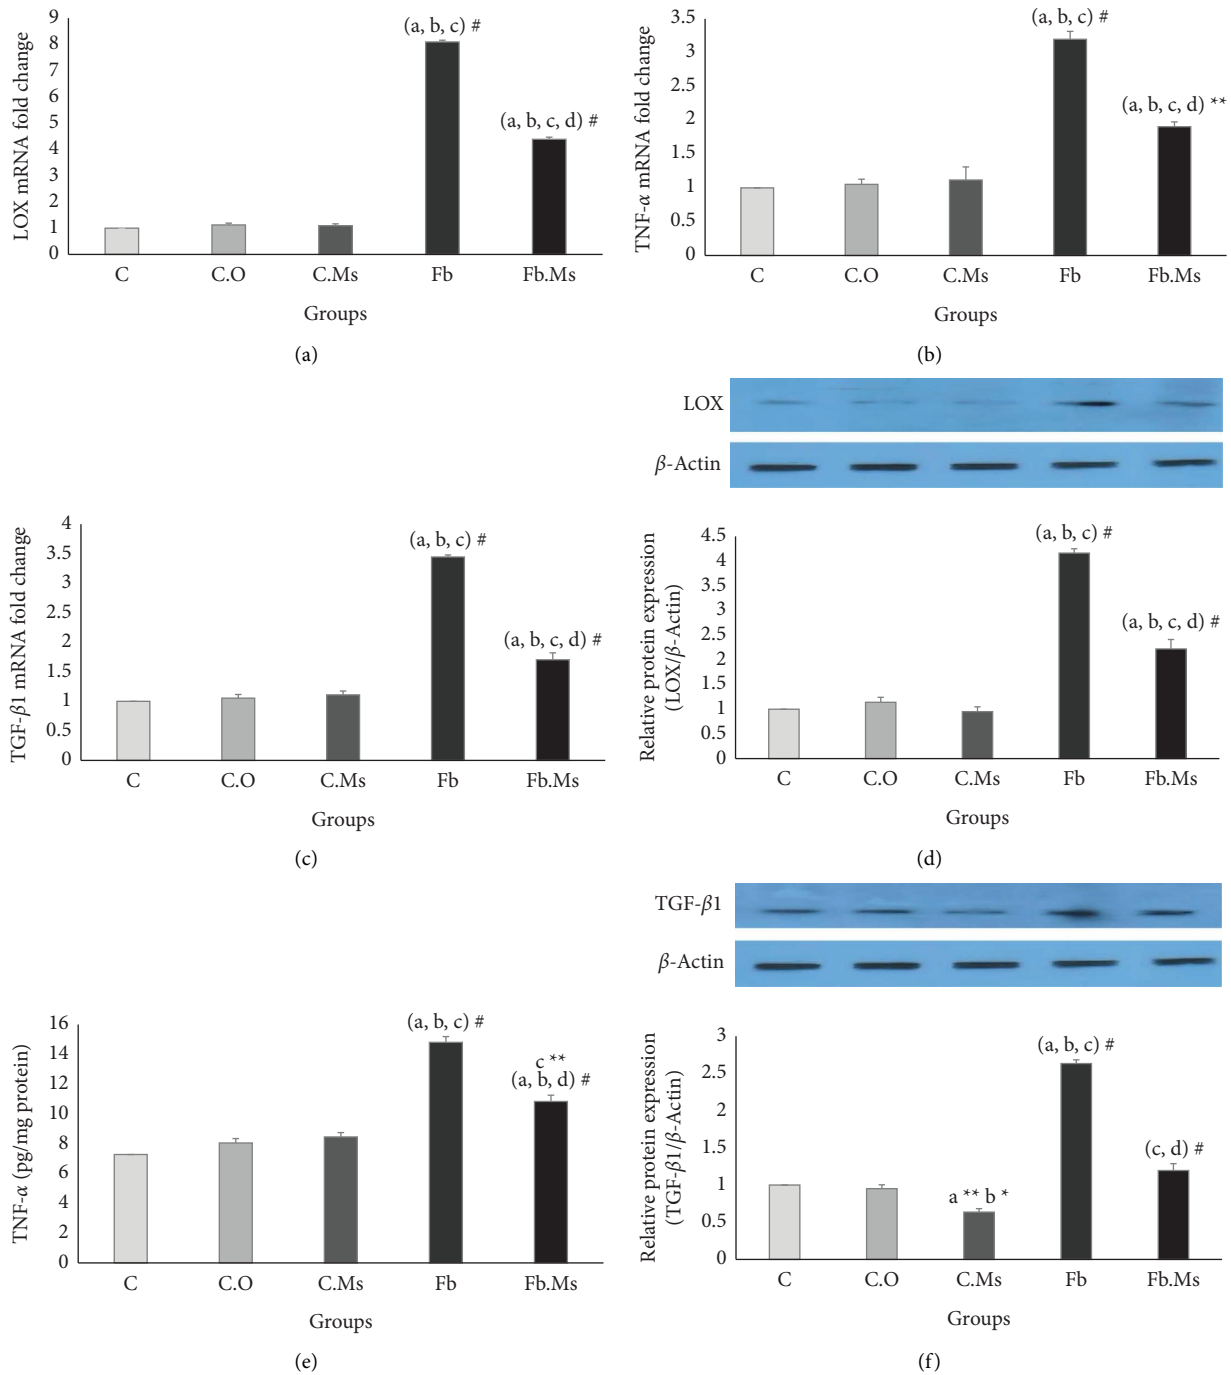 LOX mRNA fold change
9
8
7
6
5
4
3
2
1
0
(a, b, c) #
(a, b, c, d) #
C C.O C.Ms Fb Fb.Ms
Groups
(a)
TNF-α mRNA fold change
3.5
3
2.5
2
1.5
1
0.5
0
(a, b, c) #
(a, b, c, d) **
C C.O C.Ms Fb Fb.Ms
Groups
(b)
TGF-β1 mRNA fold change
4
3.5
3
2.5
2
1.5
1
0.5
0
(a, b, c) #
(a, b, c, d) #
C C.O C.Ms Fb Fb.Ms
Groups
(c)
LOX
β-Actin
Relative protein expression
(LOX/β-Actin)
4.5
4
3.5
3
2.5
2
1.5
1
0.5
0
(a, b, c) #
(a, b, c, d) #
C C.O C.Ms Fb Fb.Ms
Groups
(d)
TNF-α (pg/mg protein)
16
14
12
10
8
6
4
2
0
(a, b, c) #
c **
(a, b, d) #
C C.O C.Ms Fb Fb.Ms
Groups
(e)
TGF-β1
β-Actin
Relative protein expression
(TGF-β1/β-Actin)
3
2.5
2
1.5
1
0.5
0
a ** b *
(a, b, c) #
(c, d) #
C C.O C.Ms Fb Fb.Ms
Groups
(f)